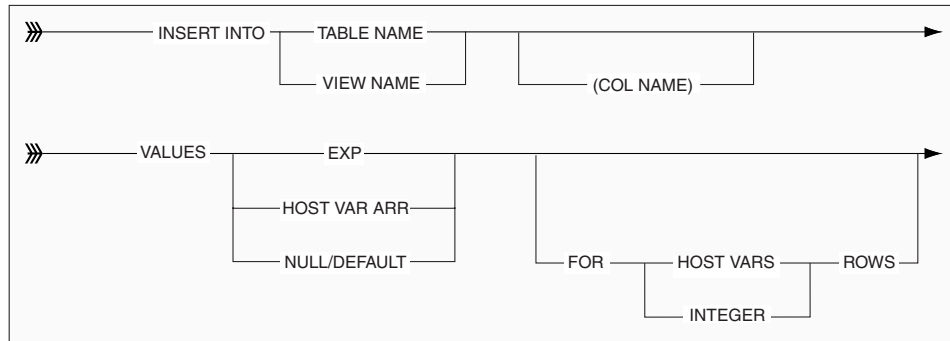 INSERT INTO TABLE NAME
VIEW NAME (COL NAME)
VALUES EXP
HOST VAR ARR
NULL/DEFAULT FOR HOST VARS ROWS
INTEGER